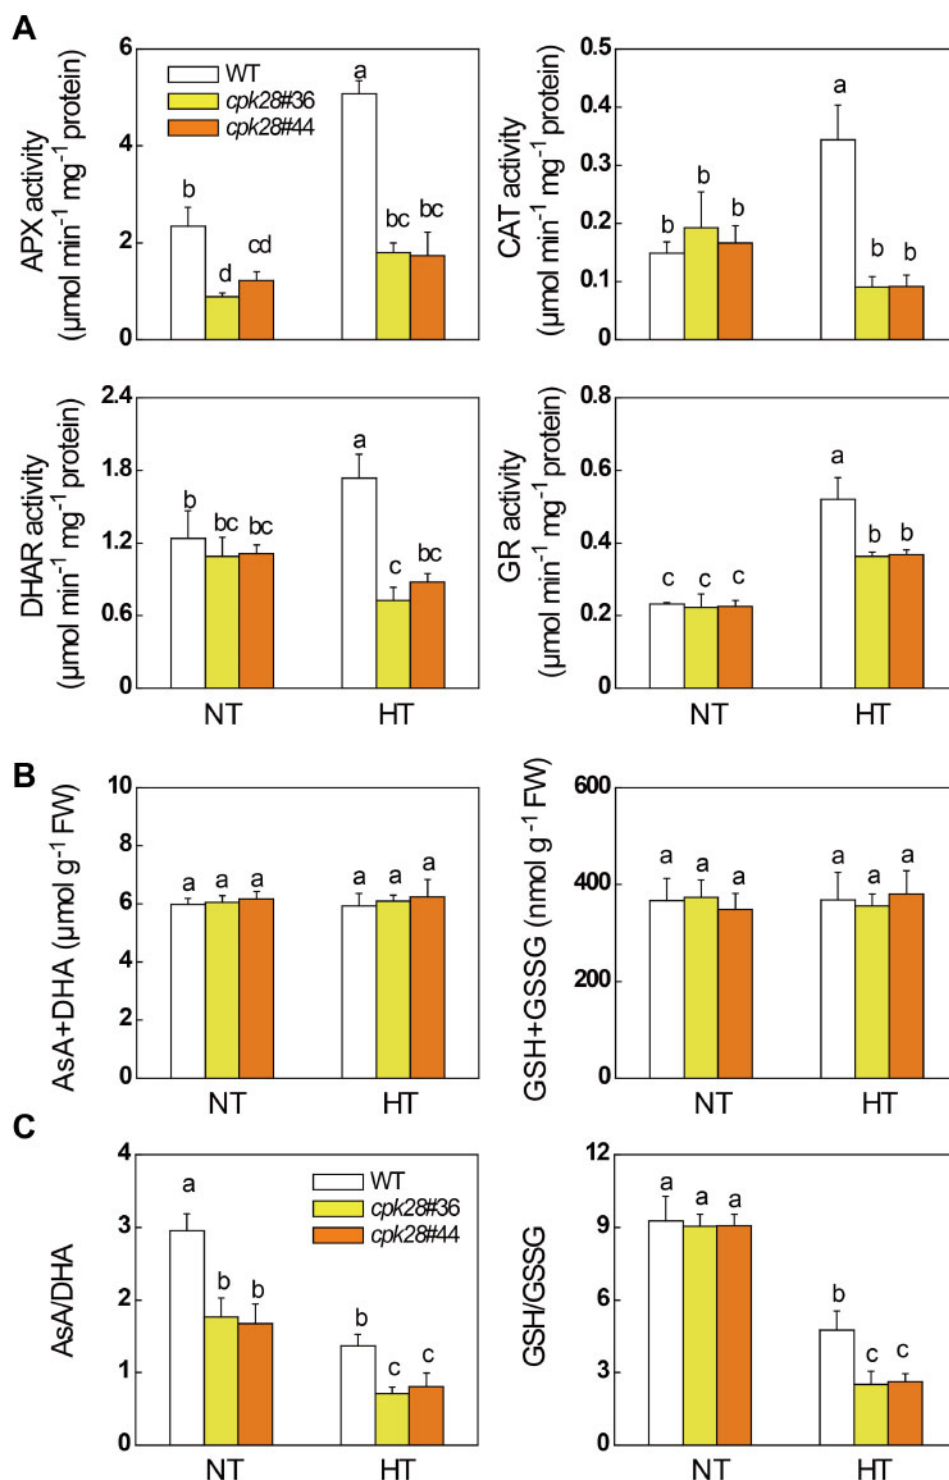 A
APX activity
(µmol min⁻¹ mg⁻¹ protein)
6
4
2
0
WT
cpk28#36
cpk28#44
b
d
cd
a
bc
bc
CAT activity
(µmol min⁻¹ mg⁻¹ protein)
0.5
0.4
0.3
0.2
0.1
0
b
b
b
a
b
b
DHAR activity
(µmol min⁻¹ mg⁻¹ protein)
2.4
1.8
1.2
0.6
0
b
bc
bc
a
c
bc
NT
HT
GR activity
(µmol min⁻¹ mg⁻¹ protein)
0.8
0.6
0.4
0.2
0
c
c
c
a
b
b
NT
HT
B
AsA+DHA (µmol g⁻¹ FW)
10
8
6
4
2
0
a
a
a
a
a
a
NT
HT
GSH+GSSG (nmol g⁻¹ FW)
600
400
200
0
a
a
a
a
a
a
NT
HT
C
AsA/DHA
4
3
2
1
0
WT
cpk28#36
cpk28#44
a
b
b
b
c
c
NT
HT
GSH/GSSG
12
9
6
3
0
a
a
a
b
c
c
NT
HT